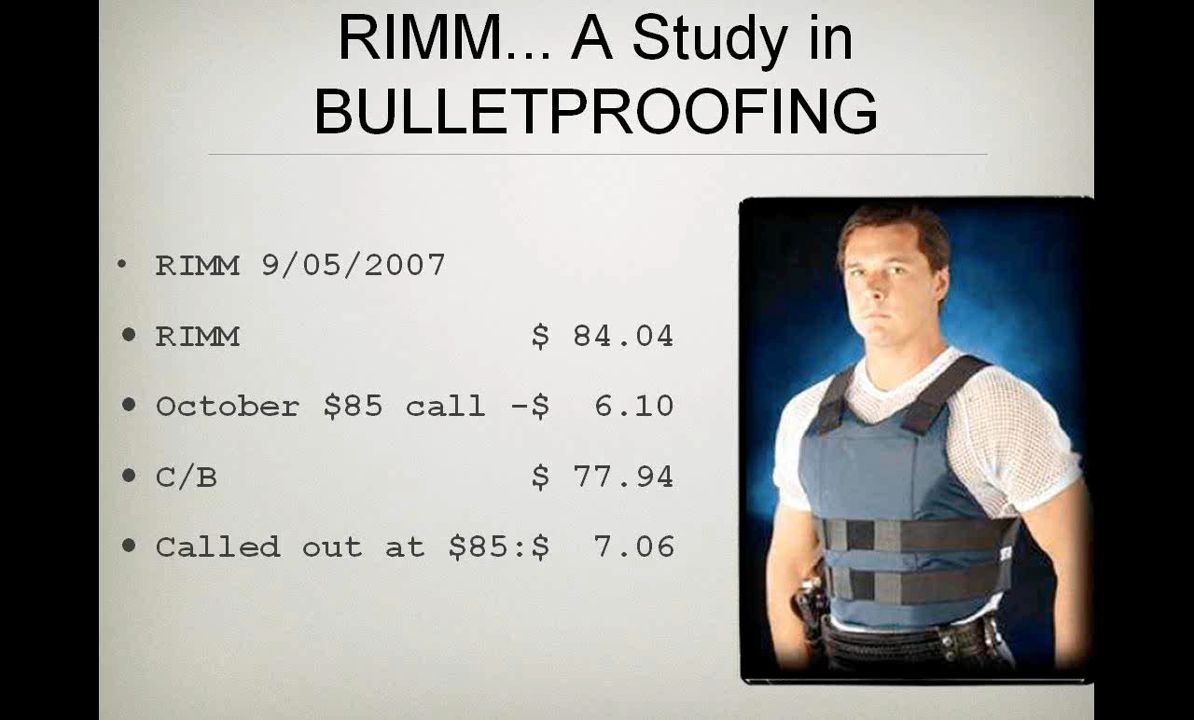 RIMM... A Study in
BULLETPROOFING
• RIMM 9/05/2007
• RIMM $ 84.04
• October $85 call -$ 6.10
• C/B $ 77.94
• Called out at $85:$ 7.06